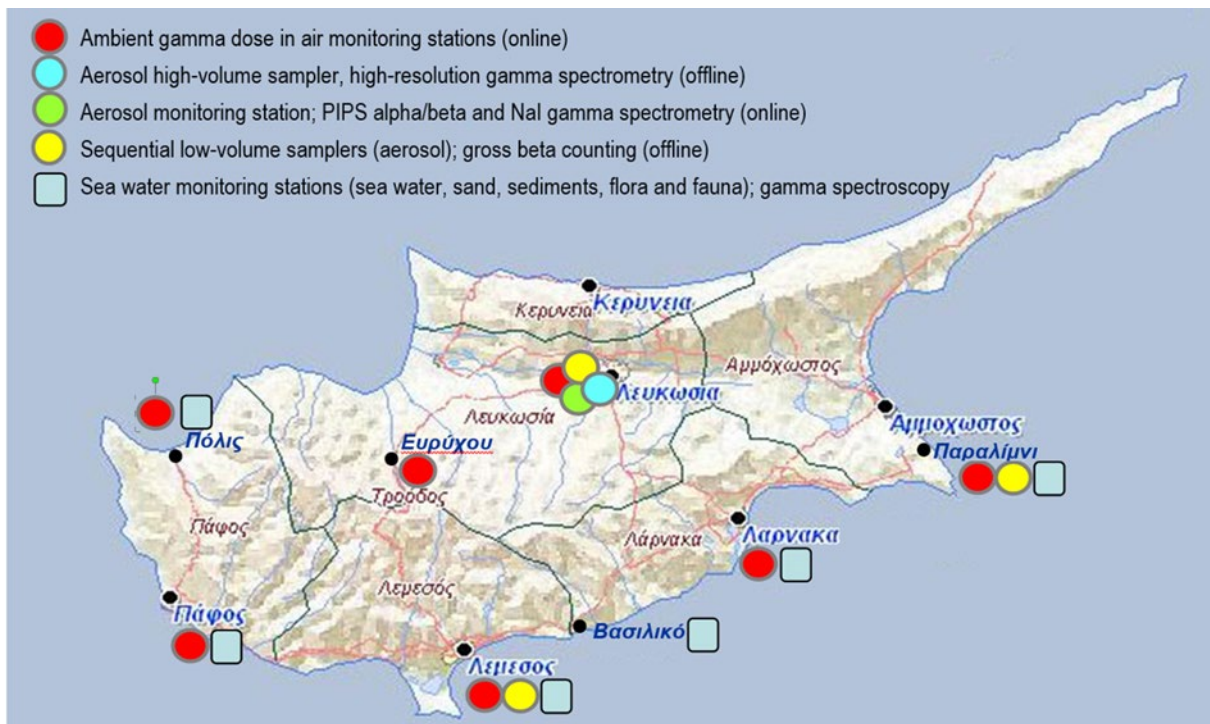 Ambient gamma dose in air monitoring stations (online)
Aerosol high-volume sampler, high-resolution gamma spectrometry (offline)
Aerosol monitoring station; PIPS alpha/beta and NaI gamma spectrometry (online)
Sequential low-volume samplers (aerosol); gross beta counting (offline)
Sea water monitoring stations (sea water, sand, sediments, flora and fauna); gamma spectroscopy
Κερυνεια
Κερυνεια
Αμμόχωστος
Λευκωσια
Λευκωσία
Αμμοχωστος
Πόλις
Ευρύχου
Παραλίμνι
Τροοδος
Πάφος
Λάρνακα
Λαρνακα
Λεμεσός
Πάφος
Βασιλικό
Λεμεσος